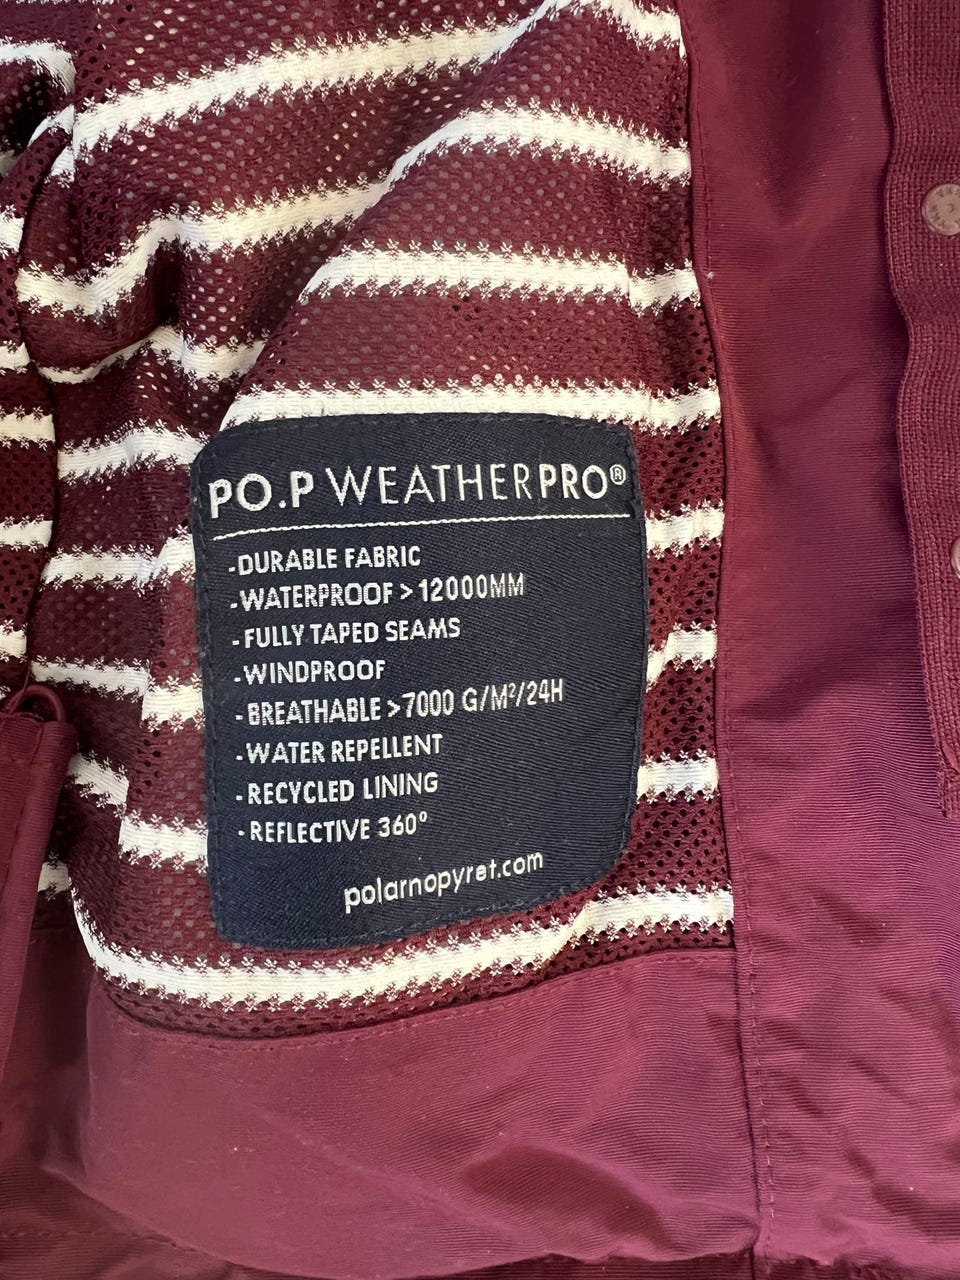 PO.P WEATHERPRO®
-DURABLE FABRIC
-WATERPROOF > 12000MM
-FULLY TAPED SEAMS
-WINDPROOF
-BREATHABLE >7000 G/M²/24H
-WATER REPELLENT
-RECYCLED LINING
-REFLECTIVE 360°
polarnopyret.com